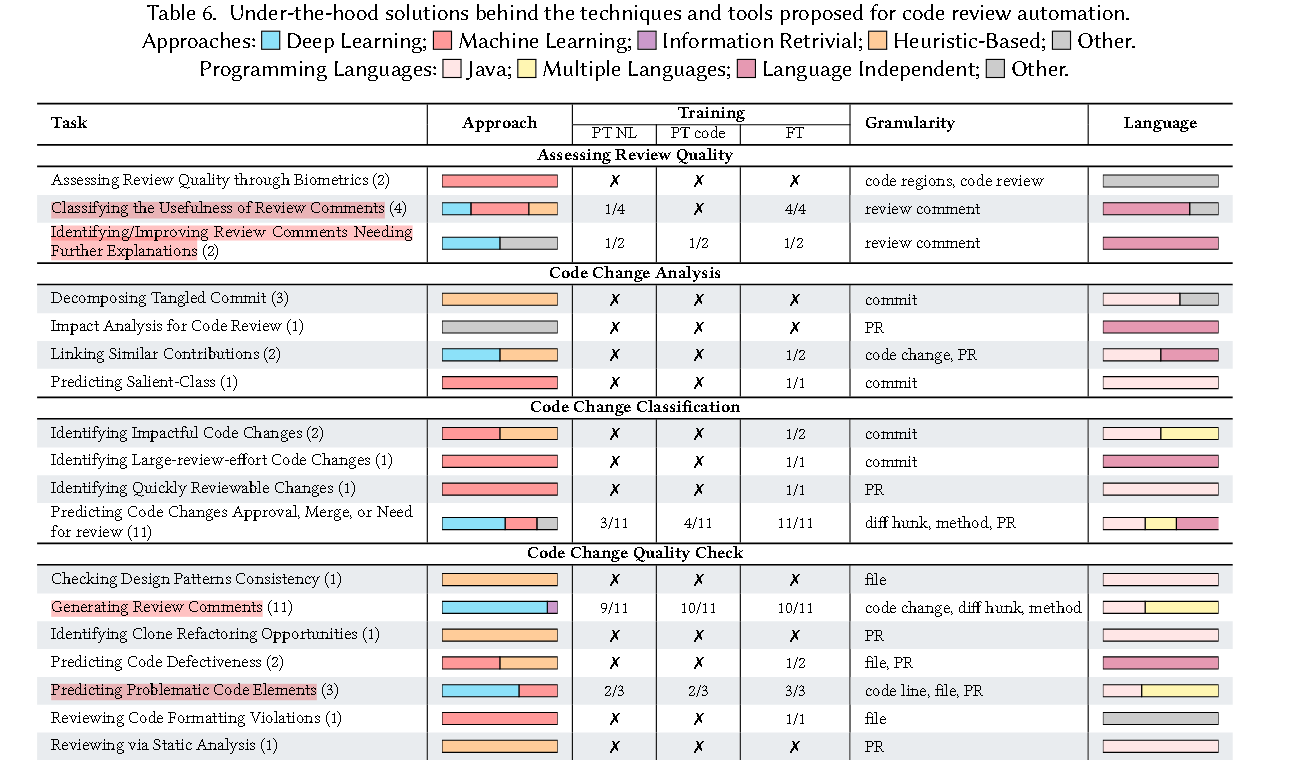 Table 6. Under-the-hood solutions behind the techniques and tools proposed for code review automation.
Approaches: Deep Learning; Machine Learning; Information Retrivial; Heuristic-Based; Other.
Programming Languages: Java; Multiple Languages; Language Independent; Other.
Task Approach Training Granularity Language
PT NL PT code FT
Assessing Review Quality
Assessing Review Quality through Biometrics (2) ✗ ✗ ✗ code regions, code review
Classifying the Usefulness of Review Comments (4) 1/4 ✗ 4/4 review comment
Identifying/Improving Review Comments Needing
Further Explanations (2) 1/2 1/2 1/2 review comment
Code Change Analysis
Decomposing Tangled Commit (3) ✗ ✗ ✗ commit
Impact Analysis for Code Review (1) ✗ ✗ ✗ PR
Linking Similar Contributions (2) ✗ ✗ 1/2 code change, PR
Predicting Salient-Class (1) ✗ ✗ 1/1 commit
Code Change Classification
Identifying Impactful Code Changes (2) ✗ ✗ 1/2 commit
Identifying Large-review-effort Code Changes (1) ✗ ✗ 1/1 commit
Identifying Quickly Reviewable Changes (1) ✗ ✗ 1/1 PR
Predicting Code Changes Approval, Merge, or Need
for review (11) 3/11 4/11 11/11 diff hunk, method, PR
Code Change Quality Check
Checking Design Patterns Consistency (1) ✗ ✗ ✗ file
Generating Review Comments (11) 9/11 10/11 10/11 code change, diff hunk, method
Identifying Clone Refactoring Opportunities (1) ✗ ✗ ✗ PR
Predicting Code Defectiveness (2) ✗ ✗ 1/2 file, PR
Predicting Problematic Code Elements (3) 2/3 2/3 3/3 code line, file, PR
Reviewing Code Formatting Violations (1) ✗ ✗ 1/1 file
Reviewing via Static Analysis (1) ✗ ✗ ✗ PR